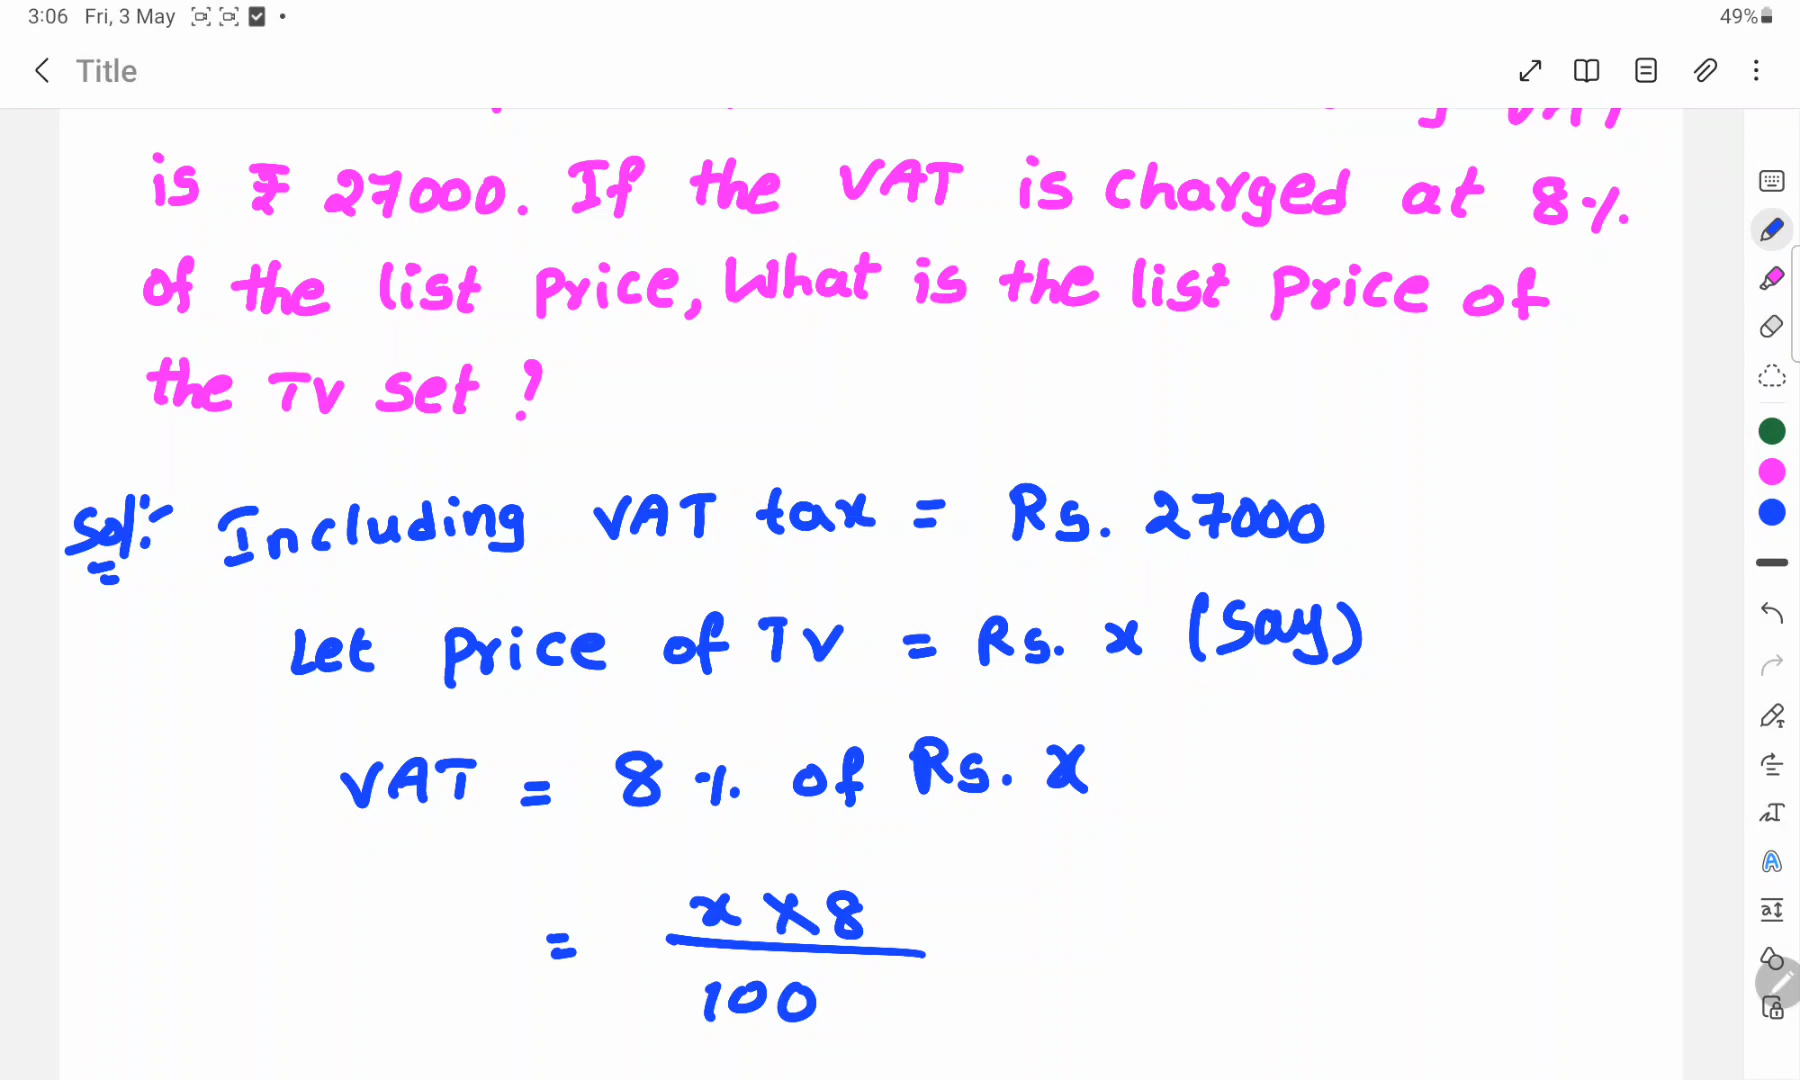 3:06 Fri, 3 May
49%
Title
VAT
is ₹ 27000. If the VAT is charged at 8%.
of the list price, What is the list price of
the TV set ?
Sol:- Including VAT tax = Rs. 27000
Let price of TV = Rs. x (say)
VAT = 8 % of Rs. x
= x × 8
100